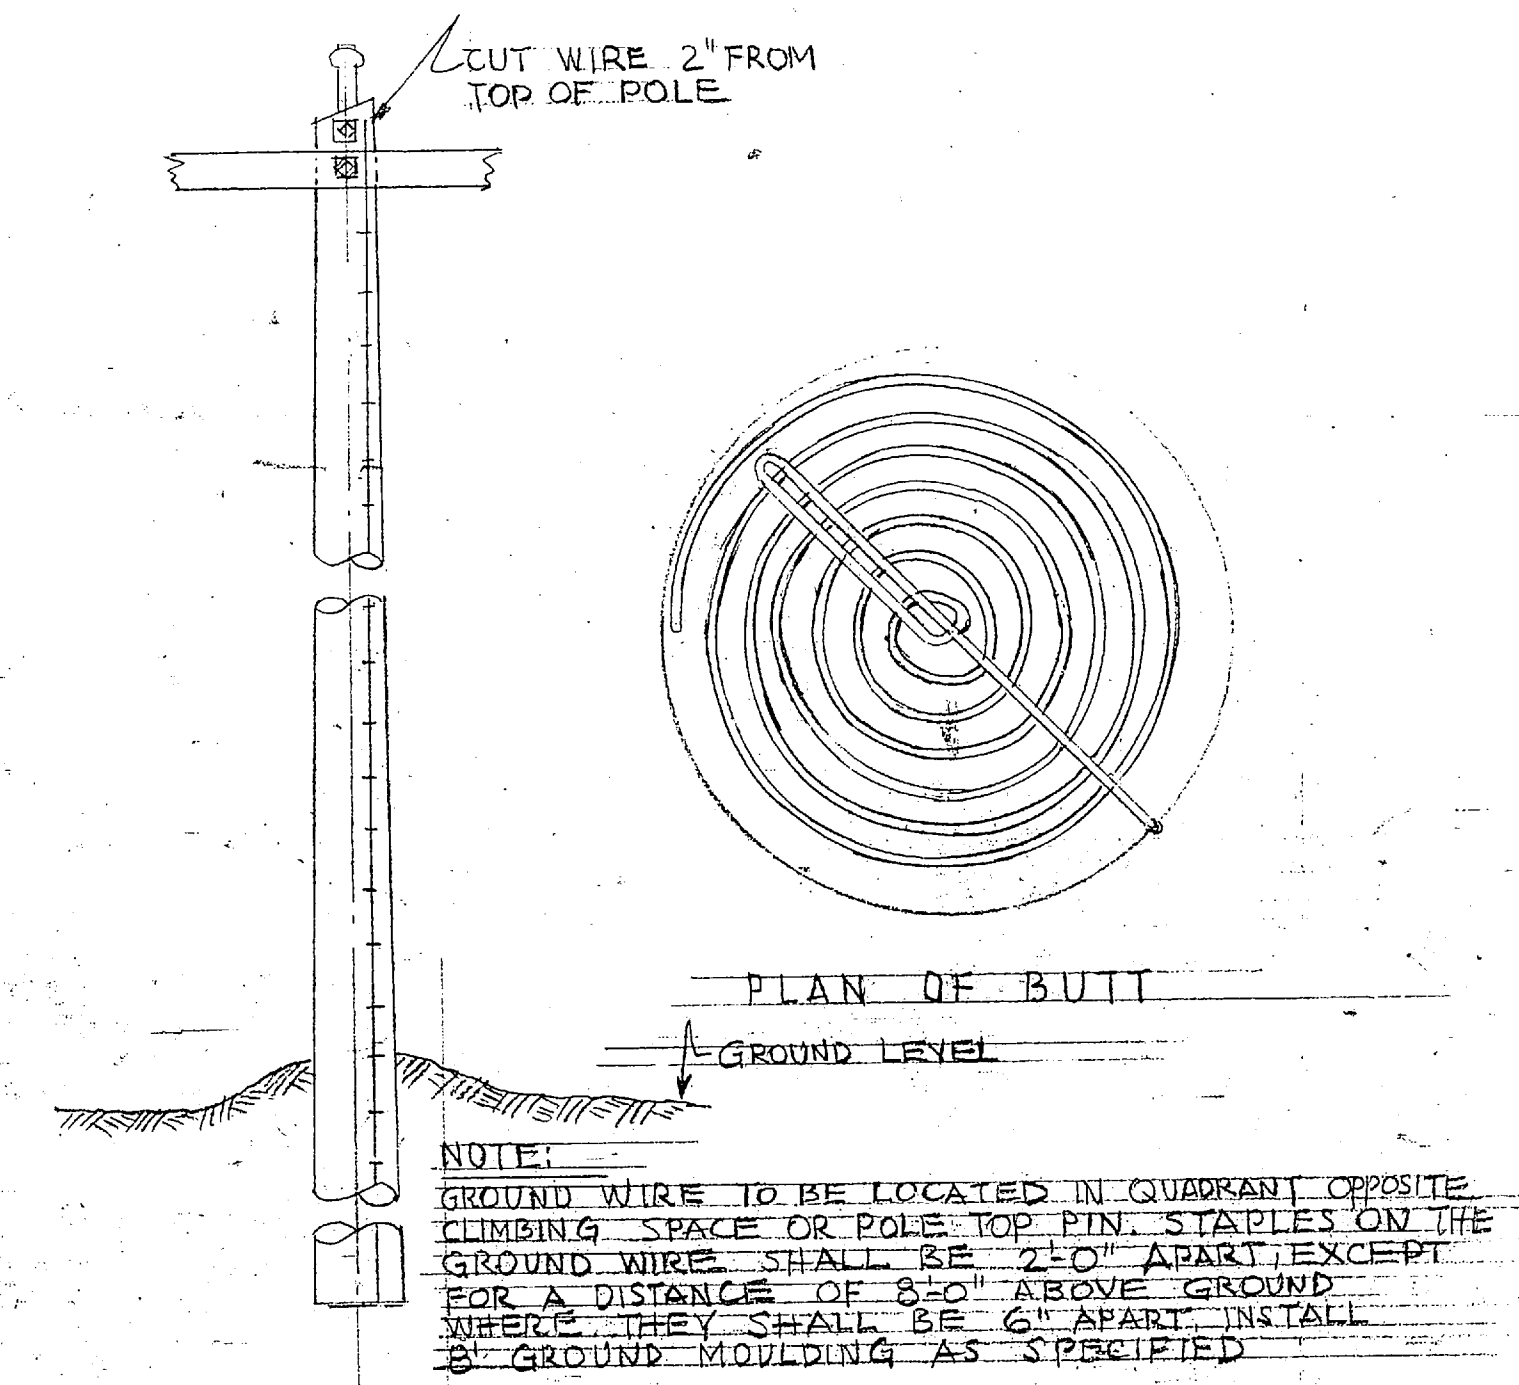 CUT WIRE 2" FROM
TOP OF POLE
PLAN OF BUTT
GROUND LEVEL
NOTE:
GROUND WIRE TO BE LOCATED IN QUADRANT OPPOSITE
CLIMBING SPACE OR POLE TOP PIN. STAPLES ON THE
GROUND WIRE SHALL BE 2'-0" APART, EXCEPT
FOR A DISTANCE OF 8'-0" ABOVE GROUND
WHERE THEY SHALL BE 6" APART. INSTALL
8' GROUND MOULDING AS SPECIFIED